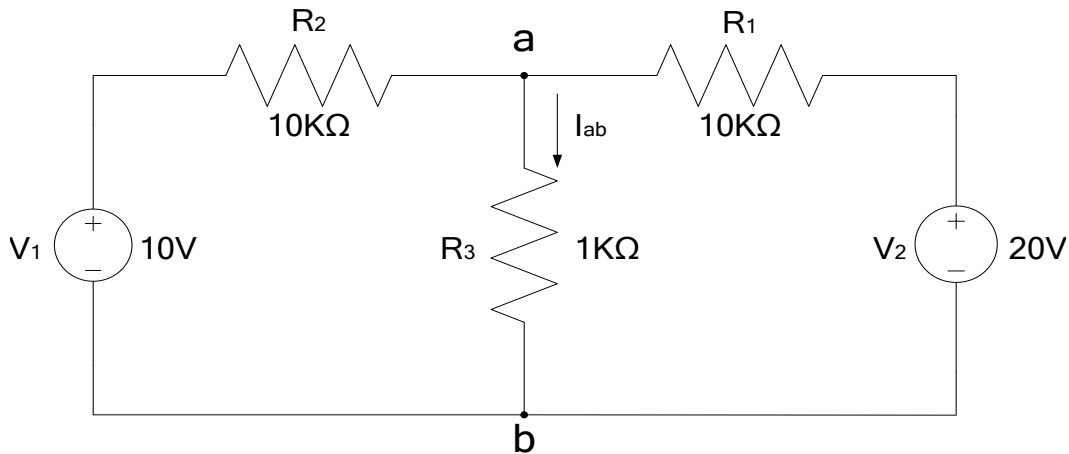 R2
a
R1
10KΩ
Iab
10KΩ
V1
+
−
10V
R3
1KΩ
V2
+
−
20V
b